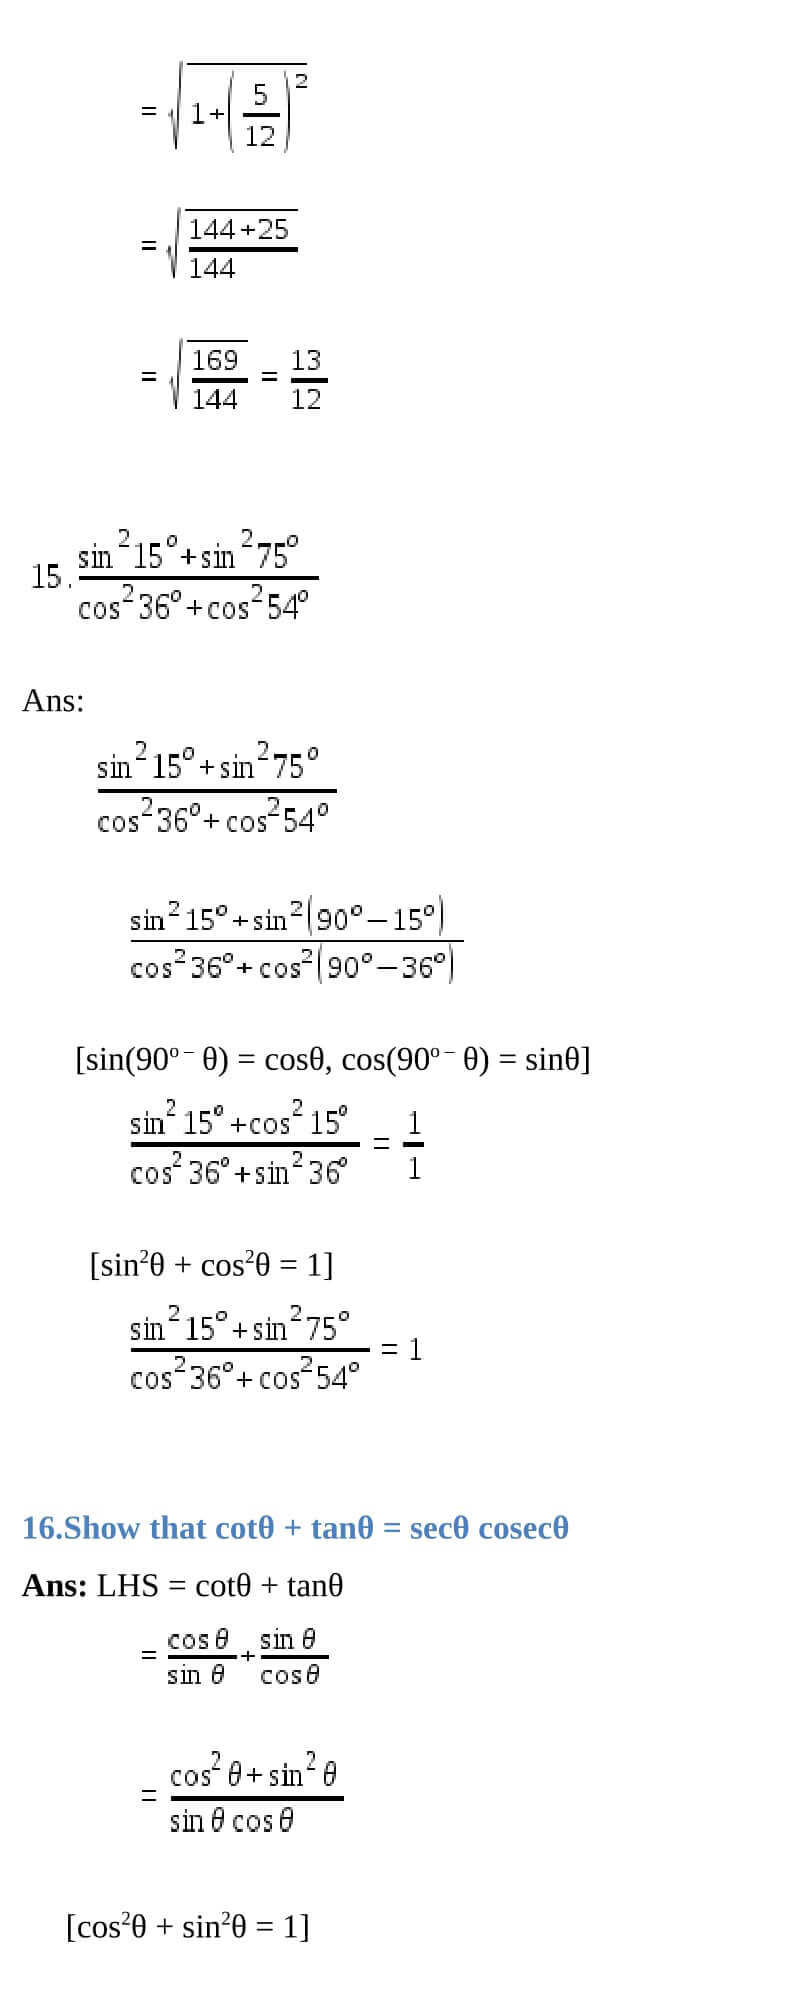 = √(1+(5/12)²)
= √((144+25)/144)
= √(169/144) = 13/12
15. (sin²15°+sin²75°)/(cos²36°+cos²54°)
Ans:
(sin²15°+sin²75°)/(cos²36°+cos²54°)
(sin²15°+sin²(90°−15°))/(cos²36°+cos²(90°−36°))
[sin(90° – θ) = cosθ, cos(90° – θ) = sinθ]
(sin²15°+cos²15°)/(cos²36°+sin²36°) = 1/1
[sin²θ + cos²θ = 1]
(sin²15°+sin²75°)/(cos²36°+cos²54°) = 1
16.Show that cotθ + tanθ = secθ cosecθ
Ans: LHS = cotθ + tanθ
= cosθ/sinθ + sinθ/cosθ
= (cos²θ+sin²θ)/(sinθ cosθ)
[cos²θ + sin²θ = 1]